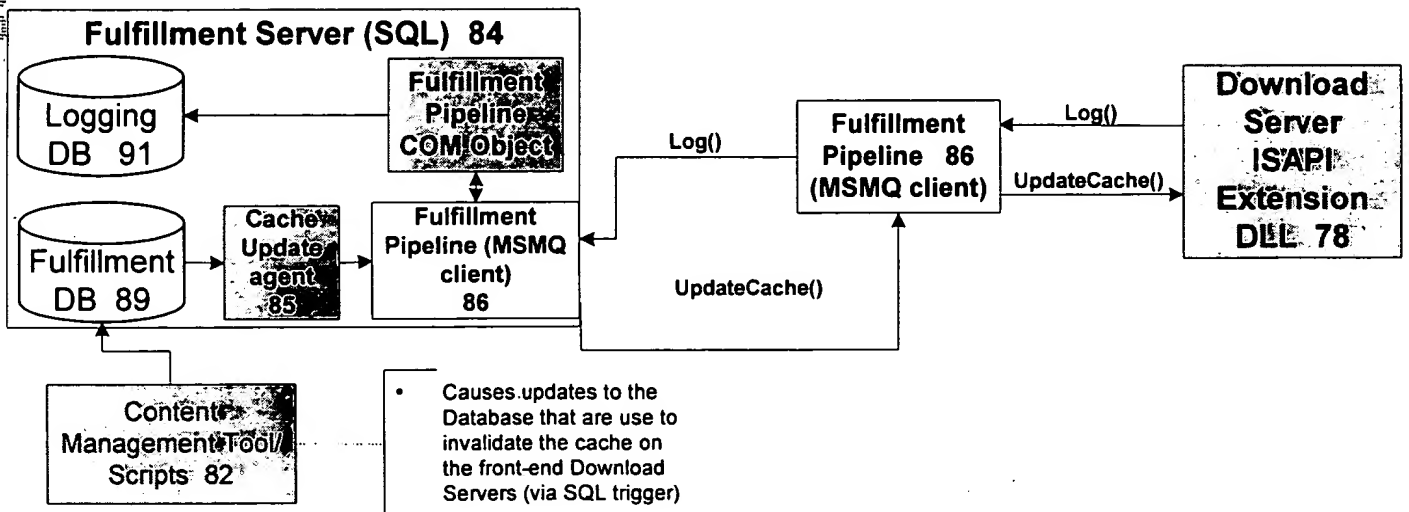 Fulfillment Server (SQL) 84
Logging
DB 91
Fulfillment
Pipeline
COM Object
Fulfillment
DB 89
Cache
Update
agent
85
Fulfillment
Pipeline (MSMQ
client)
86
Log()
UpdateCache()
Fulfillment
Pipeline 86
(MSMQ client)
Log()
UpdateCache()
Download
Server
ISAPI
Extension
DLL 78
Content
Management Tool/
Scripts 82
• Causes updates to the
Database that are use to
invalidate the cache on
the front-end Download
Servers (via SQL trigger)